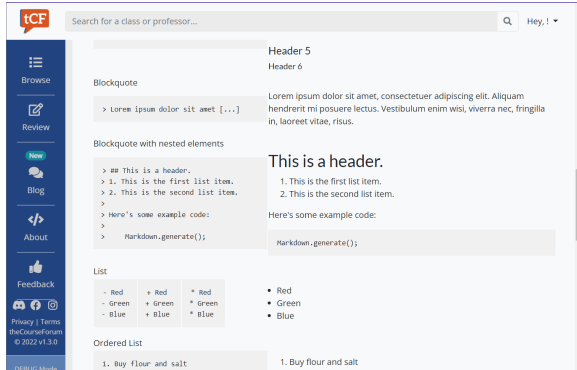 tCF
Search for a class or professor...
Hey, !
Browse
Review
New
Blog
About
Feedback
Privacy | Terms
theCourseForum
© 2022 v1.3.0
DEBUG Mode
Header 5
Header 6
Blockquote
> Lorem ipsum dolor sit amet [...]
Lorem ipsum dolor sit amet, consectetuer adipiscing elit. Aliquam
hendrerit mi posuere lectus. Vestibulum enim wisi, viverra nec, fringilla
in, laoreet vitae, risus.
Blockquote with nested elements
> ## This is a header.
> 1. This is the first list item.
> 2. This is the second list item.
>
> Here's some example code:
>
>     Markdown.generate();
This is a header.
1. This is the first list item.
2. This is the second list item.
Here's some example code:
Markdown.generate();
List
- Red + Red * Red
- Green + Green * Green
- Blue + Blue * Blue
• Red
• Green
• Blue
Ordered List
1. Buy flour and salt
1. Buy flour and salt